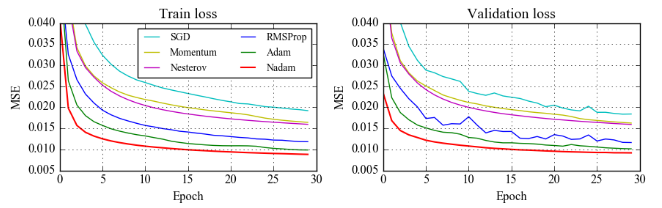 Train loss
0.040
0.035
0.030
0.025
0.020
0.015
0.010
0.005
MSE
SGD
Momentum
Nesterov
RMSProp
Adam
Nadam
0 5 10 15 20 25 30
Epoch
Validation loss
0.040
0.035
0.030
0.025
0.020
0.015
0.010
0.005
MSE
0 5 10 15 20 25 30
Epoch